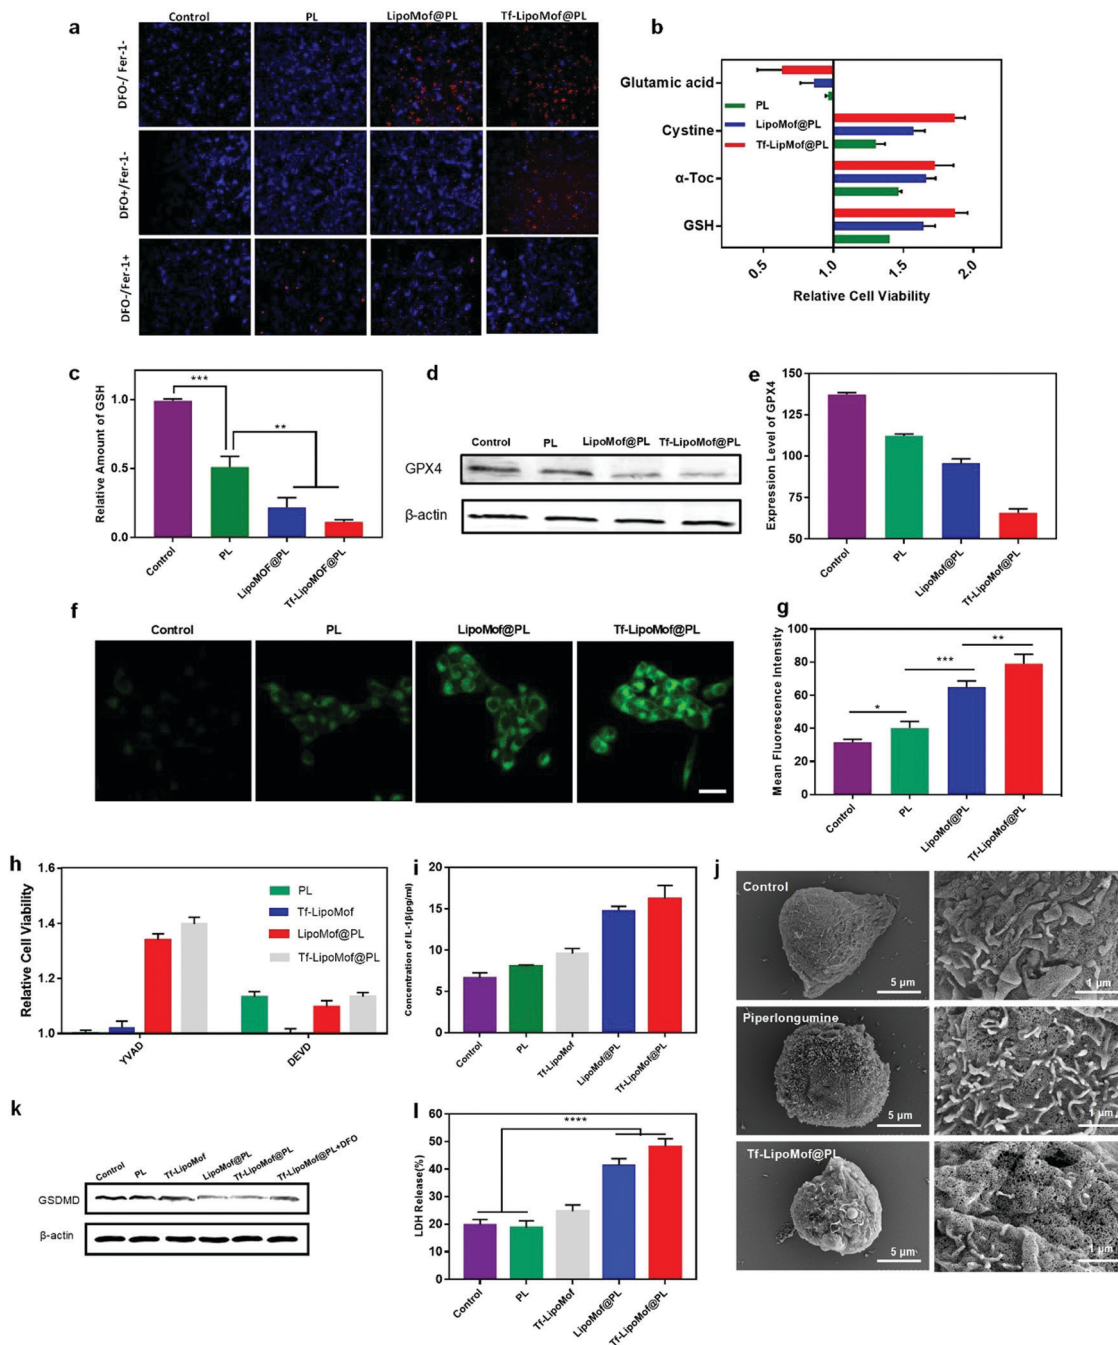 a
Control
PL
LipoMof@PL
Tf-LipoMof@PL
DFO-/ Fer-1-
DFO+/Fer-1-
DFO-/Fer-1+
b
Glutamic acid
Cystine
α-Toc
GSH
PL
LipoMof@PL
Tf-LipMof@PL
0.5
1.0
1.5
2.0
Relative Cell Viability
c
Relative Amount of GSH
1.0
0.5
0.0
***
**
Control
PL
LipoMOF@PL
Tf-LipoMOF@PL
d
Control
PL
LipoMof@PL
Tf-LipoMof@PL
GPX4
β-actin
e
Expression Level of GPX4
150
125
100
75
50
Control
PL
LipoMof@PL
Tf-LipoMof@PL
f
Control
PL
LipoMof@PL
Tf-LipoMof@PL
g
Mean Fluorescence Intensity
100
80
60
40
20
0
*
***
**
Control
PL
LipoMof@PL
Tf-LipoMof@PL
h
Relative Cell Viability
1.6
1.4
1.2
1.0
PL
Tf-LipoMof
LipoMof@PL
Tf-LipoMof@PL
YVAD
DEVD
i
Concentration of IL-1β(pg/ml)
20
15
10
5
0
Control
PL
Tf-LipoMof
LipoMof@PL
Tf-LipoMof@PL
j
Control
5 µm
1 µm
Piperlongumine
5 µm
1 µm
Tf-LipoMof@PL
5 µm
1 µm
k
Control
PL
Tf-LipoMof
LipoMof@PL
Tf-LipoMof@PL
Tf-LipoMof@PL+DFO
GSDMD
β-actin
l
LDH Release(%)
60
50
40
30
20
10
0
****
Control
PL
Tf-LipoMof
LipoMof@PL
Tf-LipoMof@PL